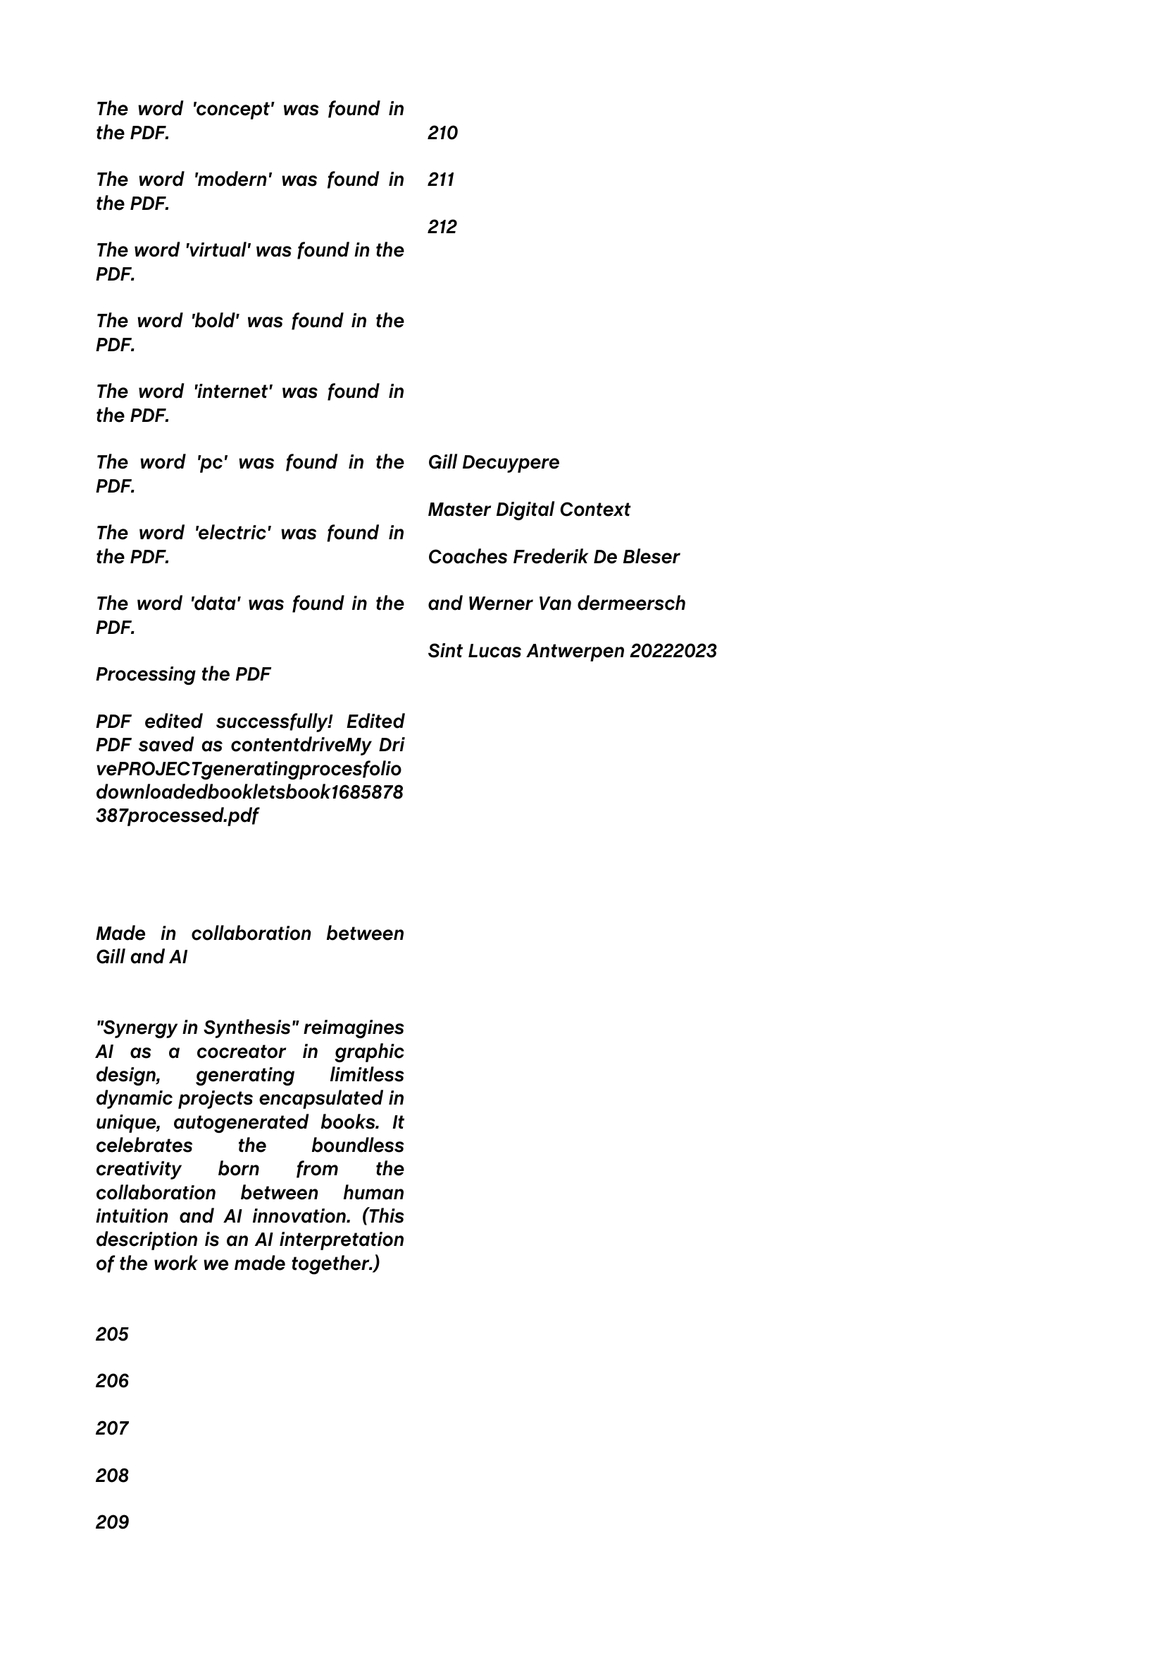 The word 'concept' was found in
the PDF.
The word 'modern' was found in
the PDF.
The word 'virtual' was found in the
PDF.
The word 'bold' was found in the
PDF.
The word 'internet' was found in
the PDF.
The word 'pc' was found in the
PDF.
The word 'electric' was found in
the PDF.
The word 'data' was found in the
PDF.
Processing the PDF
PDF edited successfully! Edited
PDF saved as contentdriveMy Dri
vePROJECTgeneratingprocesfolio
downloadedbookletsbook1685878
387processed.pdf
Made in collaboration between
Gill and AI
"Synergy in Synthesis" reimagines
AI as a cocreator in graphic
design, generating limitless
dynamic projects encapsulated in
unique, autogenerated books. It
celebrates the boundless
creativity born from the
collaboration between human
intuition and AI innovation. (This
description is an AI interpretation
of the work we made together.)
205
206
207
208
209
210
211
212
Gill Decuypere
Master Digital Context
Coaches Frederik De Bleser
and Werner Van dermeersch
Sint Lucas Antwerpen 20222023